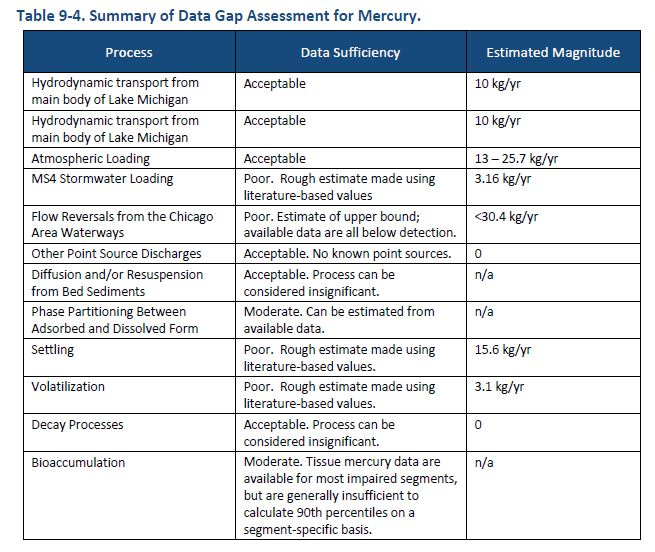 Table 9-4. Summary of Data Gap Assessment for Mercury.
Process Data Sufficiency Estimated Magnitude
Hydrodynamic transport from Acceptable 10 kg/yr
main body of Lake Michigan
Hydrodynamic transport from Acceptable 10 kg/yr
main body of Lake Michigan
Atmospheric Loading Acceptable 13 – 25.7 kg/yr
MS4 Stormwater Loading Poor. Rough estimate made using 3.16 kg/yr
literature-based values
Flow Reversals from the Chicago Poor. Estimate of upper bound; <30.4 kg/yr
Area Waterways available data are all below detection.
Other Point Source Discharges Acceptable. No known point sources. 0
Diffusion and/or Resuspension Acceptable. Process can be n/a
from Bed Sediments considered insignificant.
Phase Partitioning Between Moderate. Can be estimated from n/a
Adsorbed and Dissolved Form available data.
Settling Poor. Rough estimate made using 15.6 kg/yr
literature-based values.
Volatilization Poor. Rough estimate made using 3.1 kg/yr
literature-based values.
Decay Processes Acceptable. Process can be 0
considered insignificant.
Bioaccumulation Moderate. Tissue mercury data are n/a
available for most impaired segments,
but are generally insufficient to
calculate 90th percentiles on a
segment-specific basis.